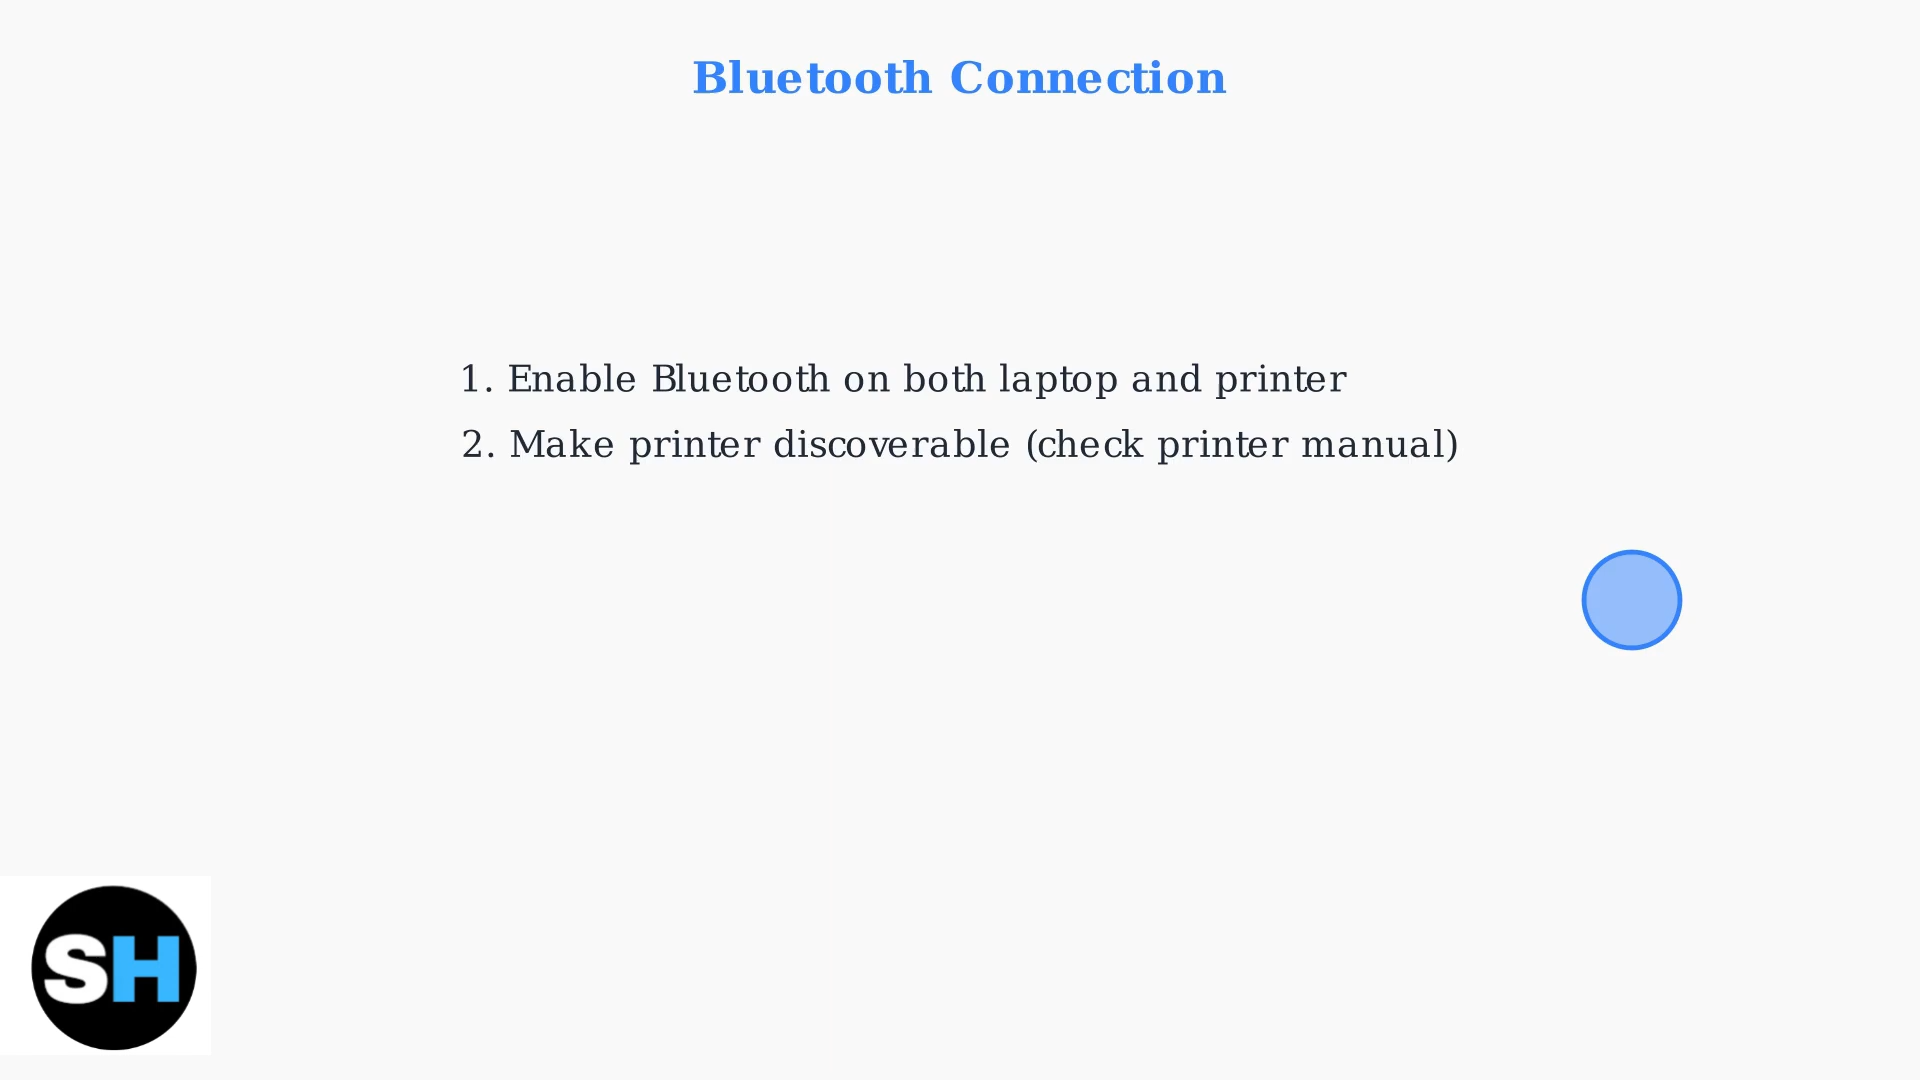 Bluetooth Connection
1. Enable Bluetooth on both laptop and printer
2. Make printer discoverable (check printer manual)
SH